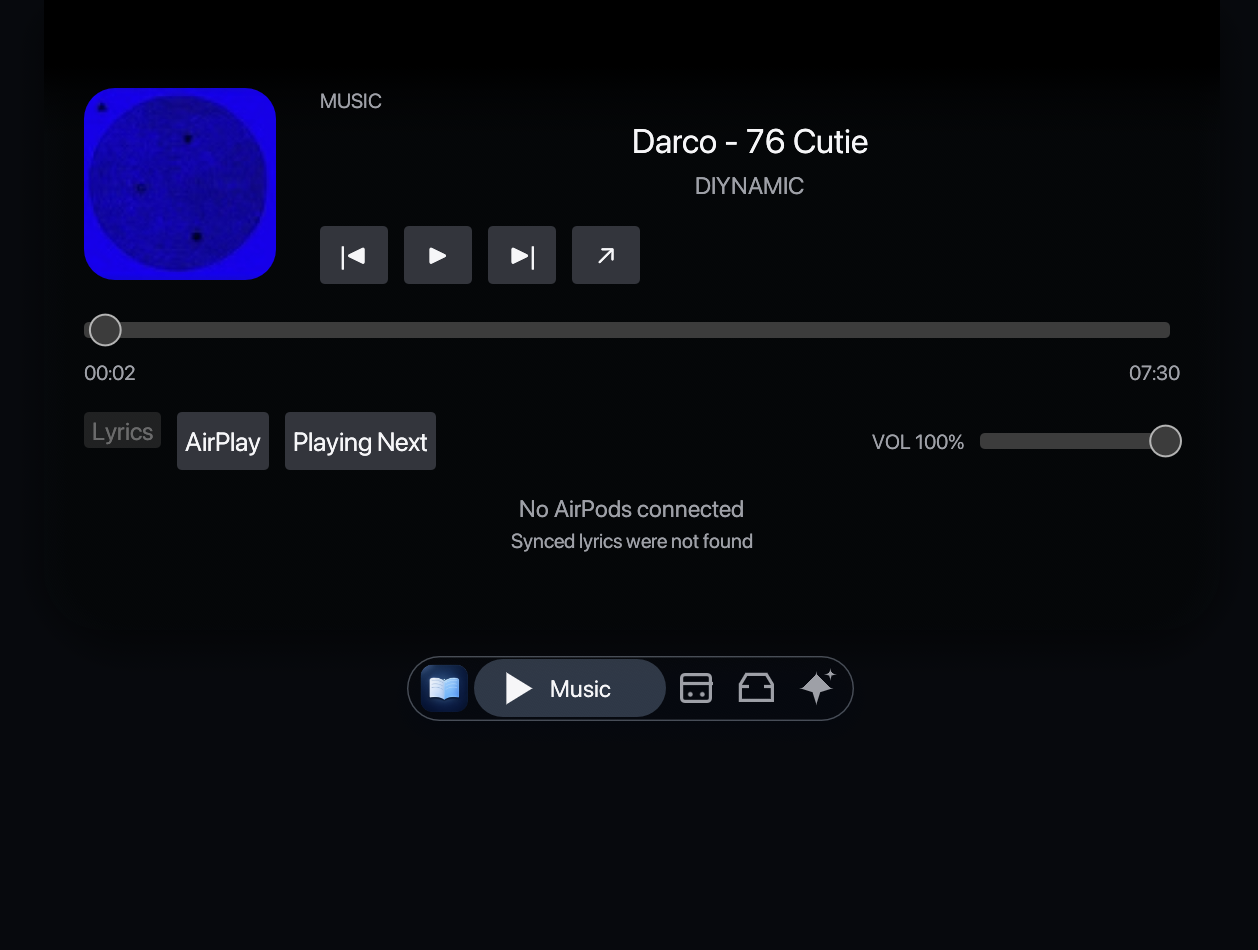 MUSIC
Darco - 76 Cutie
DIYNAMIC
00:02
07:30
Lyrics
AirPlay
Playing Next
VOL 100%
No AirPods connected
Synced lyrics were not found
Music